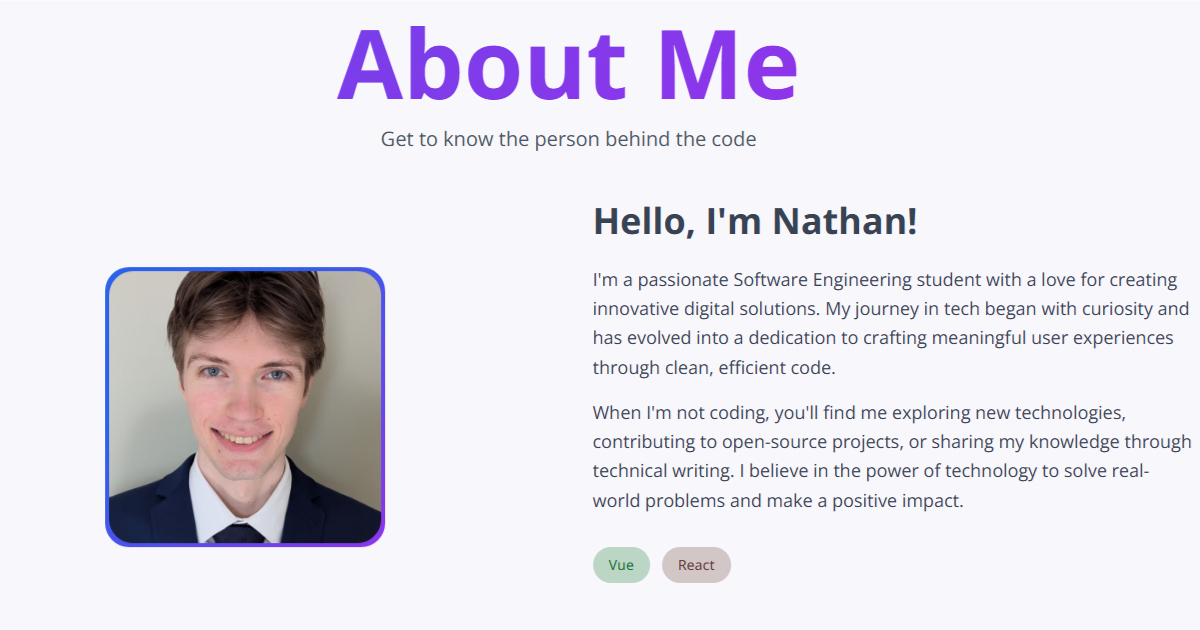 About Me
Get to know the person behind the code
Hello, I'm Nathan!
I'm a passionate Software Engineering student with a love for creating
innovative digital solutions. My journey in tech began with curiosity and
has evolved into a dedication to crafting meaningful user experiences
through clean, efficient code.
When I'm not coding, you'll find me exploring new technologies,
contributing to open-source projects, or sharing my knowledge through
technical writing. I believe in the power of technology to solve real-
world problems and make a positive impact.
Vue React